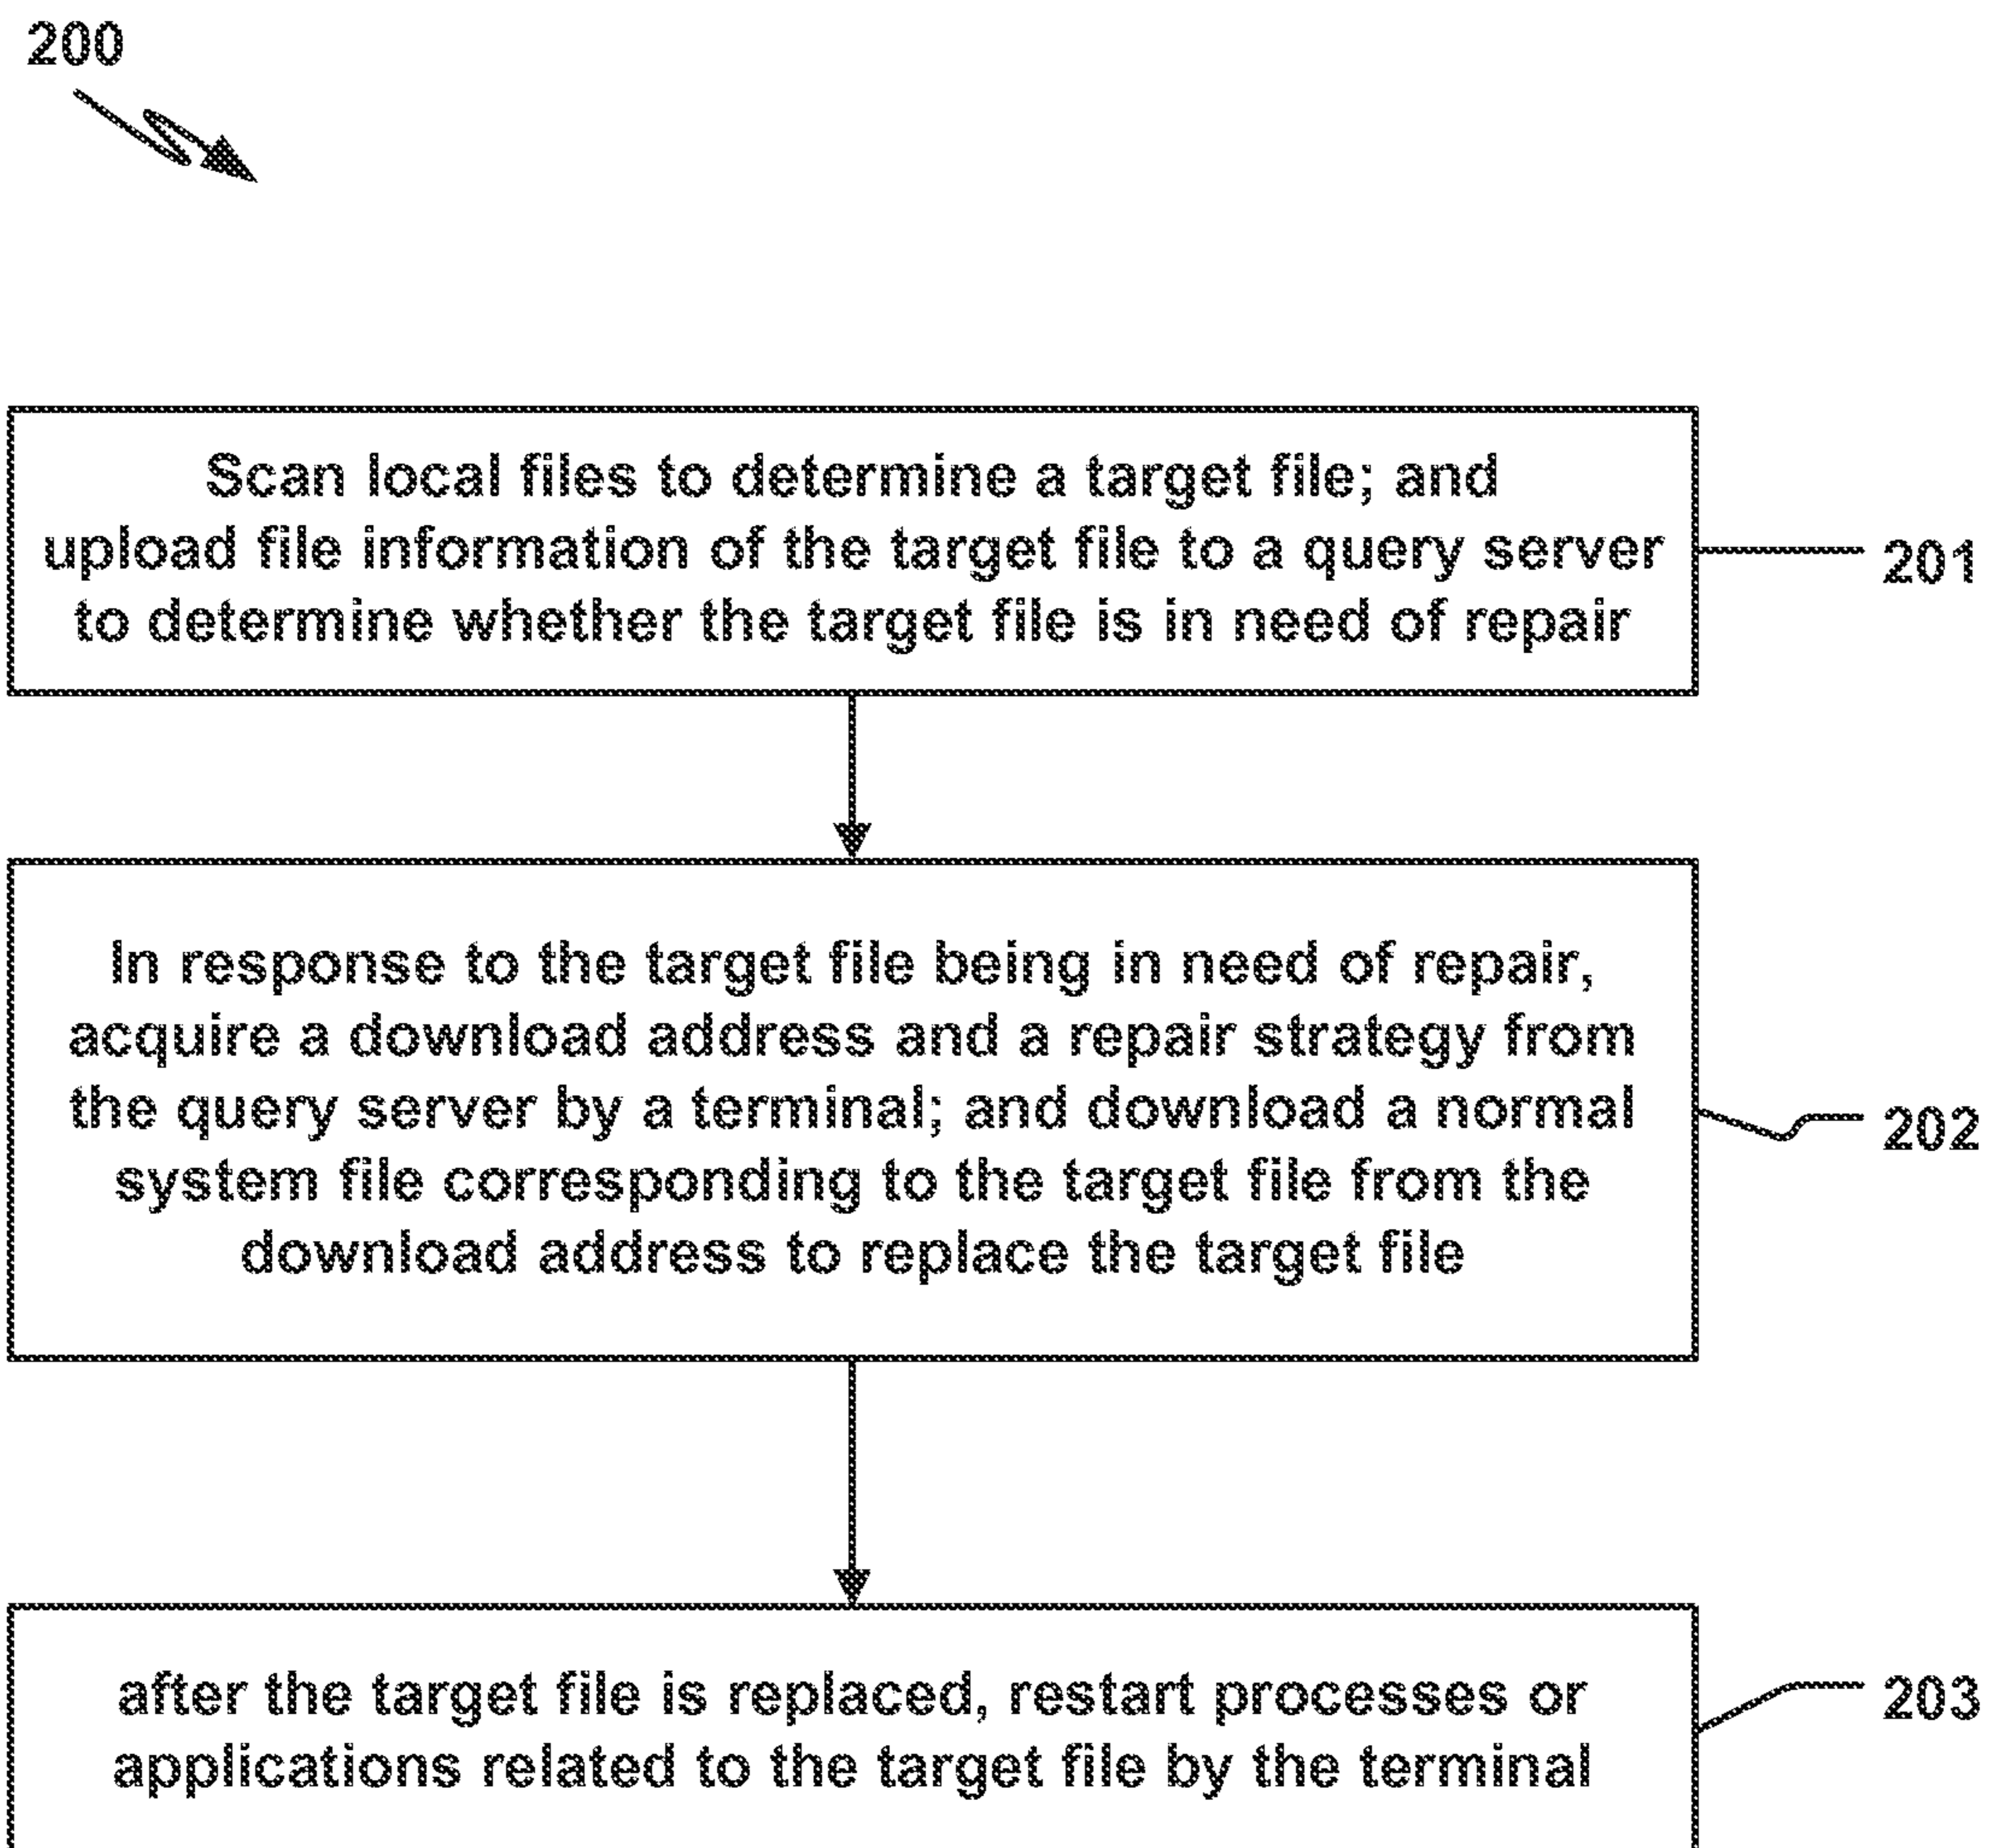 200
Scan local files to determine a target file; and
upload file information of the target file to a query server
to determine whether the target file is in need of repair
201
In response to the target file being in need of repair,
acquire a download address and a repair strategy from
the query server by a terminal; and download a normal
system file corresponding to the target file from the
download address to replace the target file
202
after the target file is replaced, restart processes or
applications related to the target file by the terminal
203